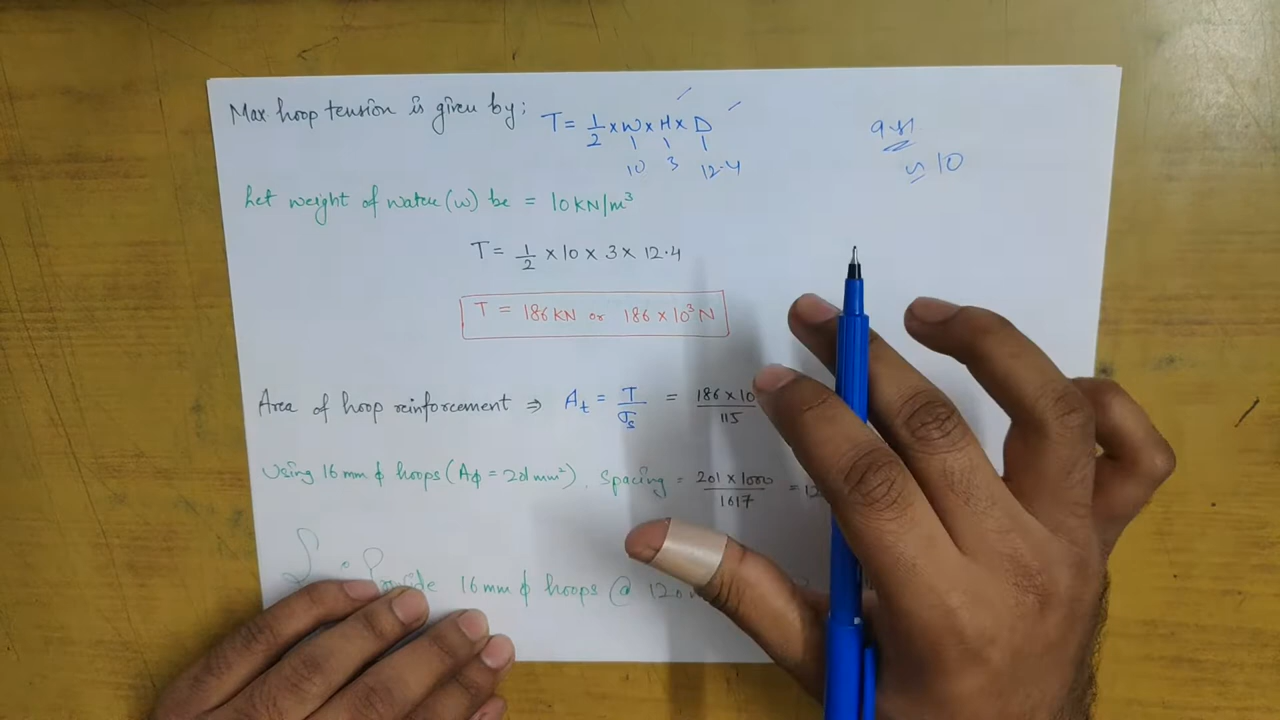 Max hoop tension is given by: T = 1/2 × W × H × D
10 3 12.4
9.81
~ 10
Let weight of water (w) be = 10 KN/m³
T = 1/2 × 10 × 3 × 12.4
T = 186 KN or 186 × 10³ N
Area of hoop reinforcement ⇒ At = T/σs = 186 × 10/115
Using 16 mm ϕ hoops (Aϕ = 201 mm²). Spacing = 201 × 1000/1617 = 12
Provide 16 mm ϕ hoops @ 120